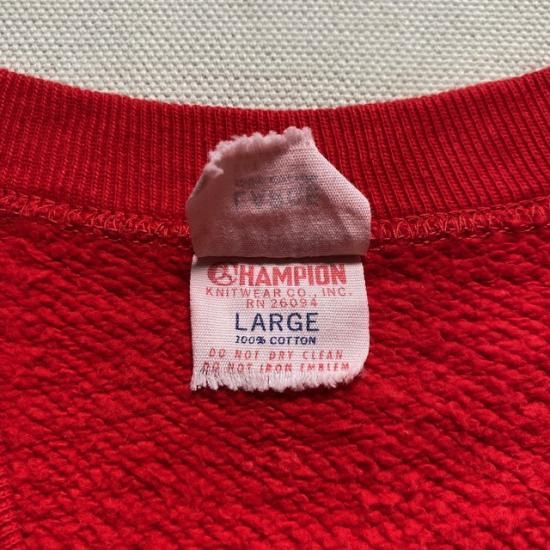 CHAMPION
KNITWEAR CO., INC.
RN 26094
LARGE
100% COTTON
DO NOT DRY CLEAN
DO NOT IRON EMBLEM